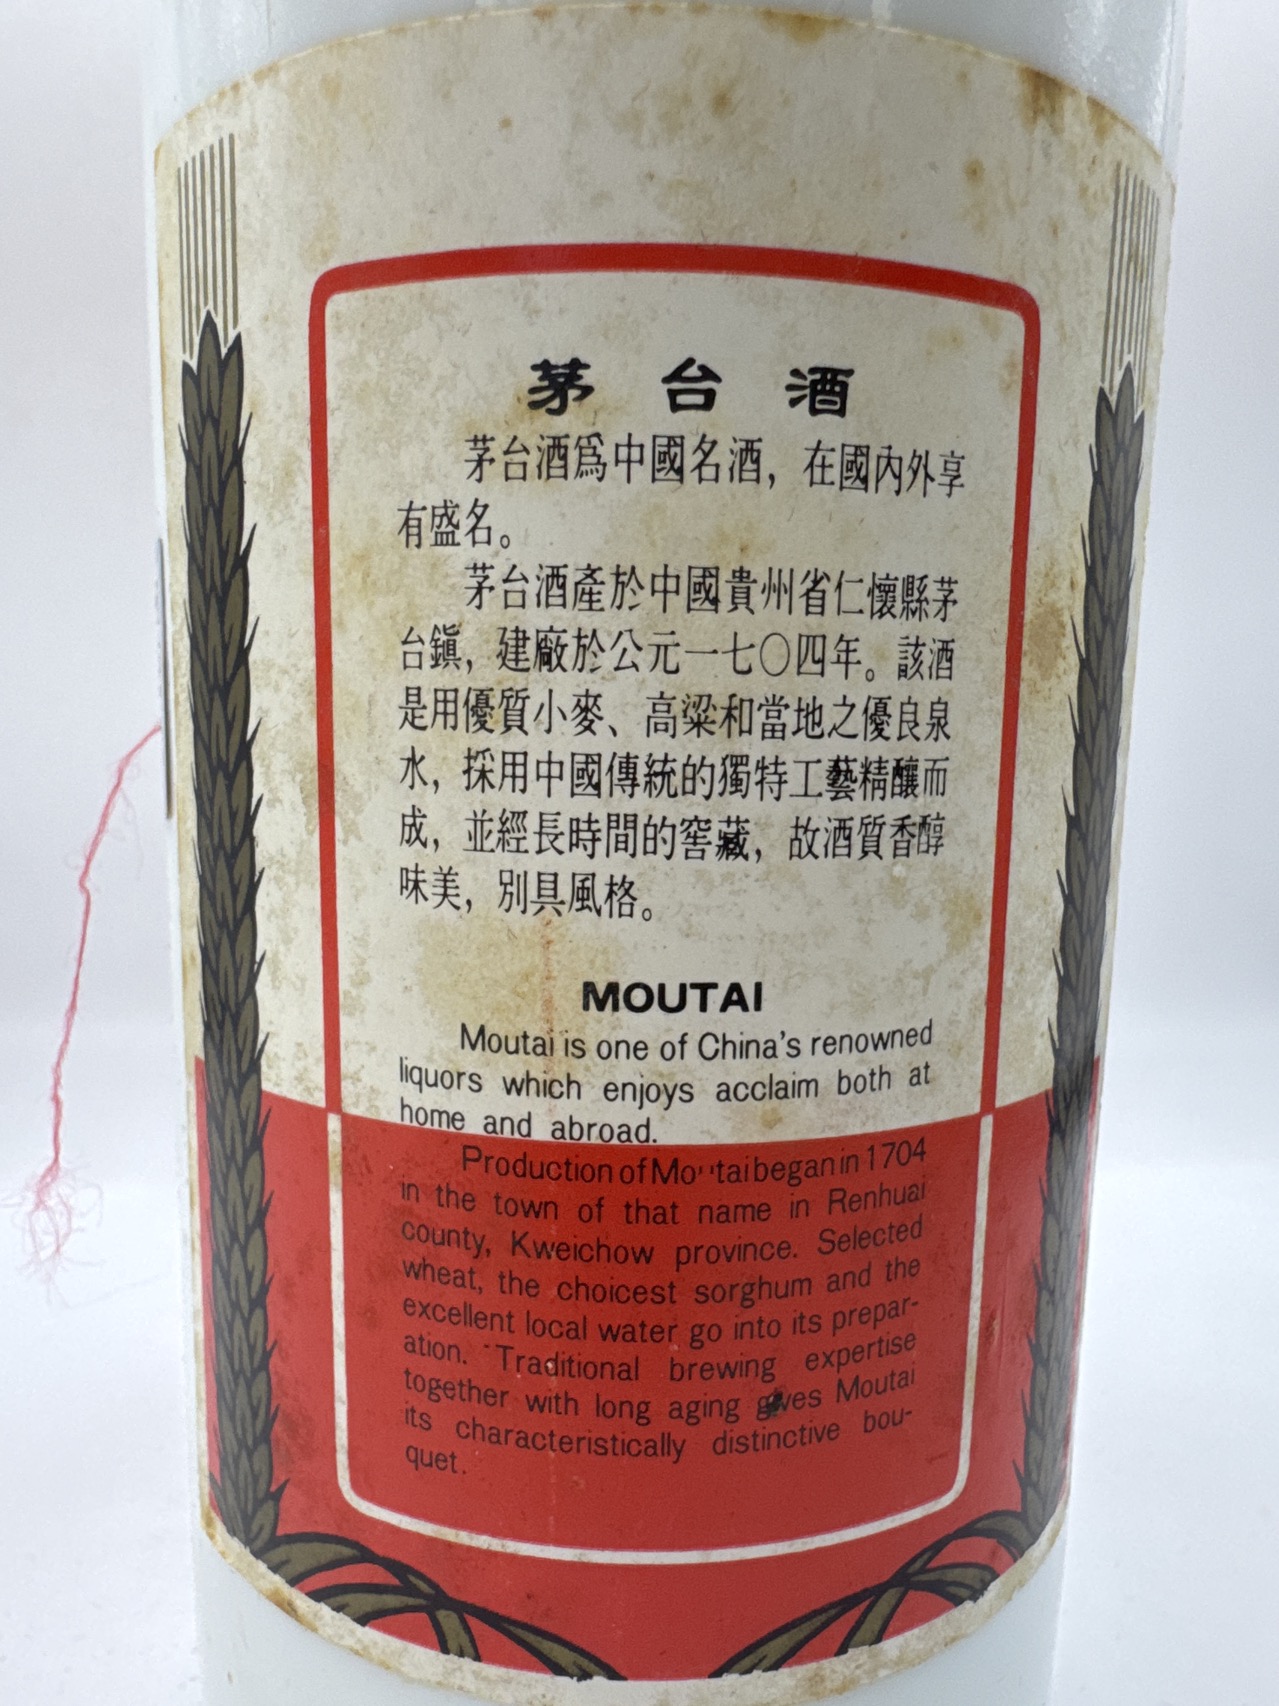 茅台酒
茅台酒爲中國名酒，在國內外享
有盛名。
茅台酒產於中國貴州省仁懷縣茅
台鎭，建廠於公元一七〇四年。該酒
是用優質小麥、高粱和當地之優良泉
水，採用中國傳統的獨特工藝精釀而
成，並經長時間的窖藏，故酒質香醇
味美，別具風格。
MOUTAI
Moutai is one of China's renowned
liquors which enjoys acclaim both at
home and abroad.
Production of Moutai began in 1704
in the town of that name in Renhuai
county, Kweichow province. Selected
wheat, the choicest sorghum and the
excellent local water go into its prepar-
ation. Traditional brewing expertise
together with long aging gives Moutai
its characteristically distinctive bou-
quet.